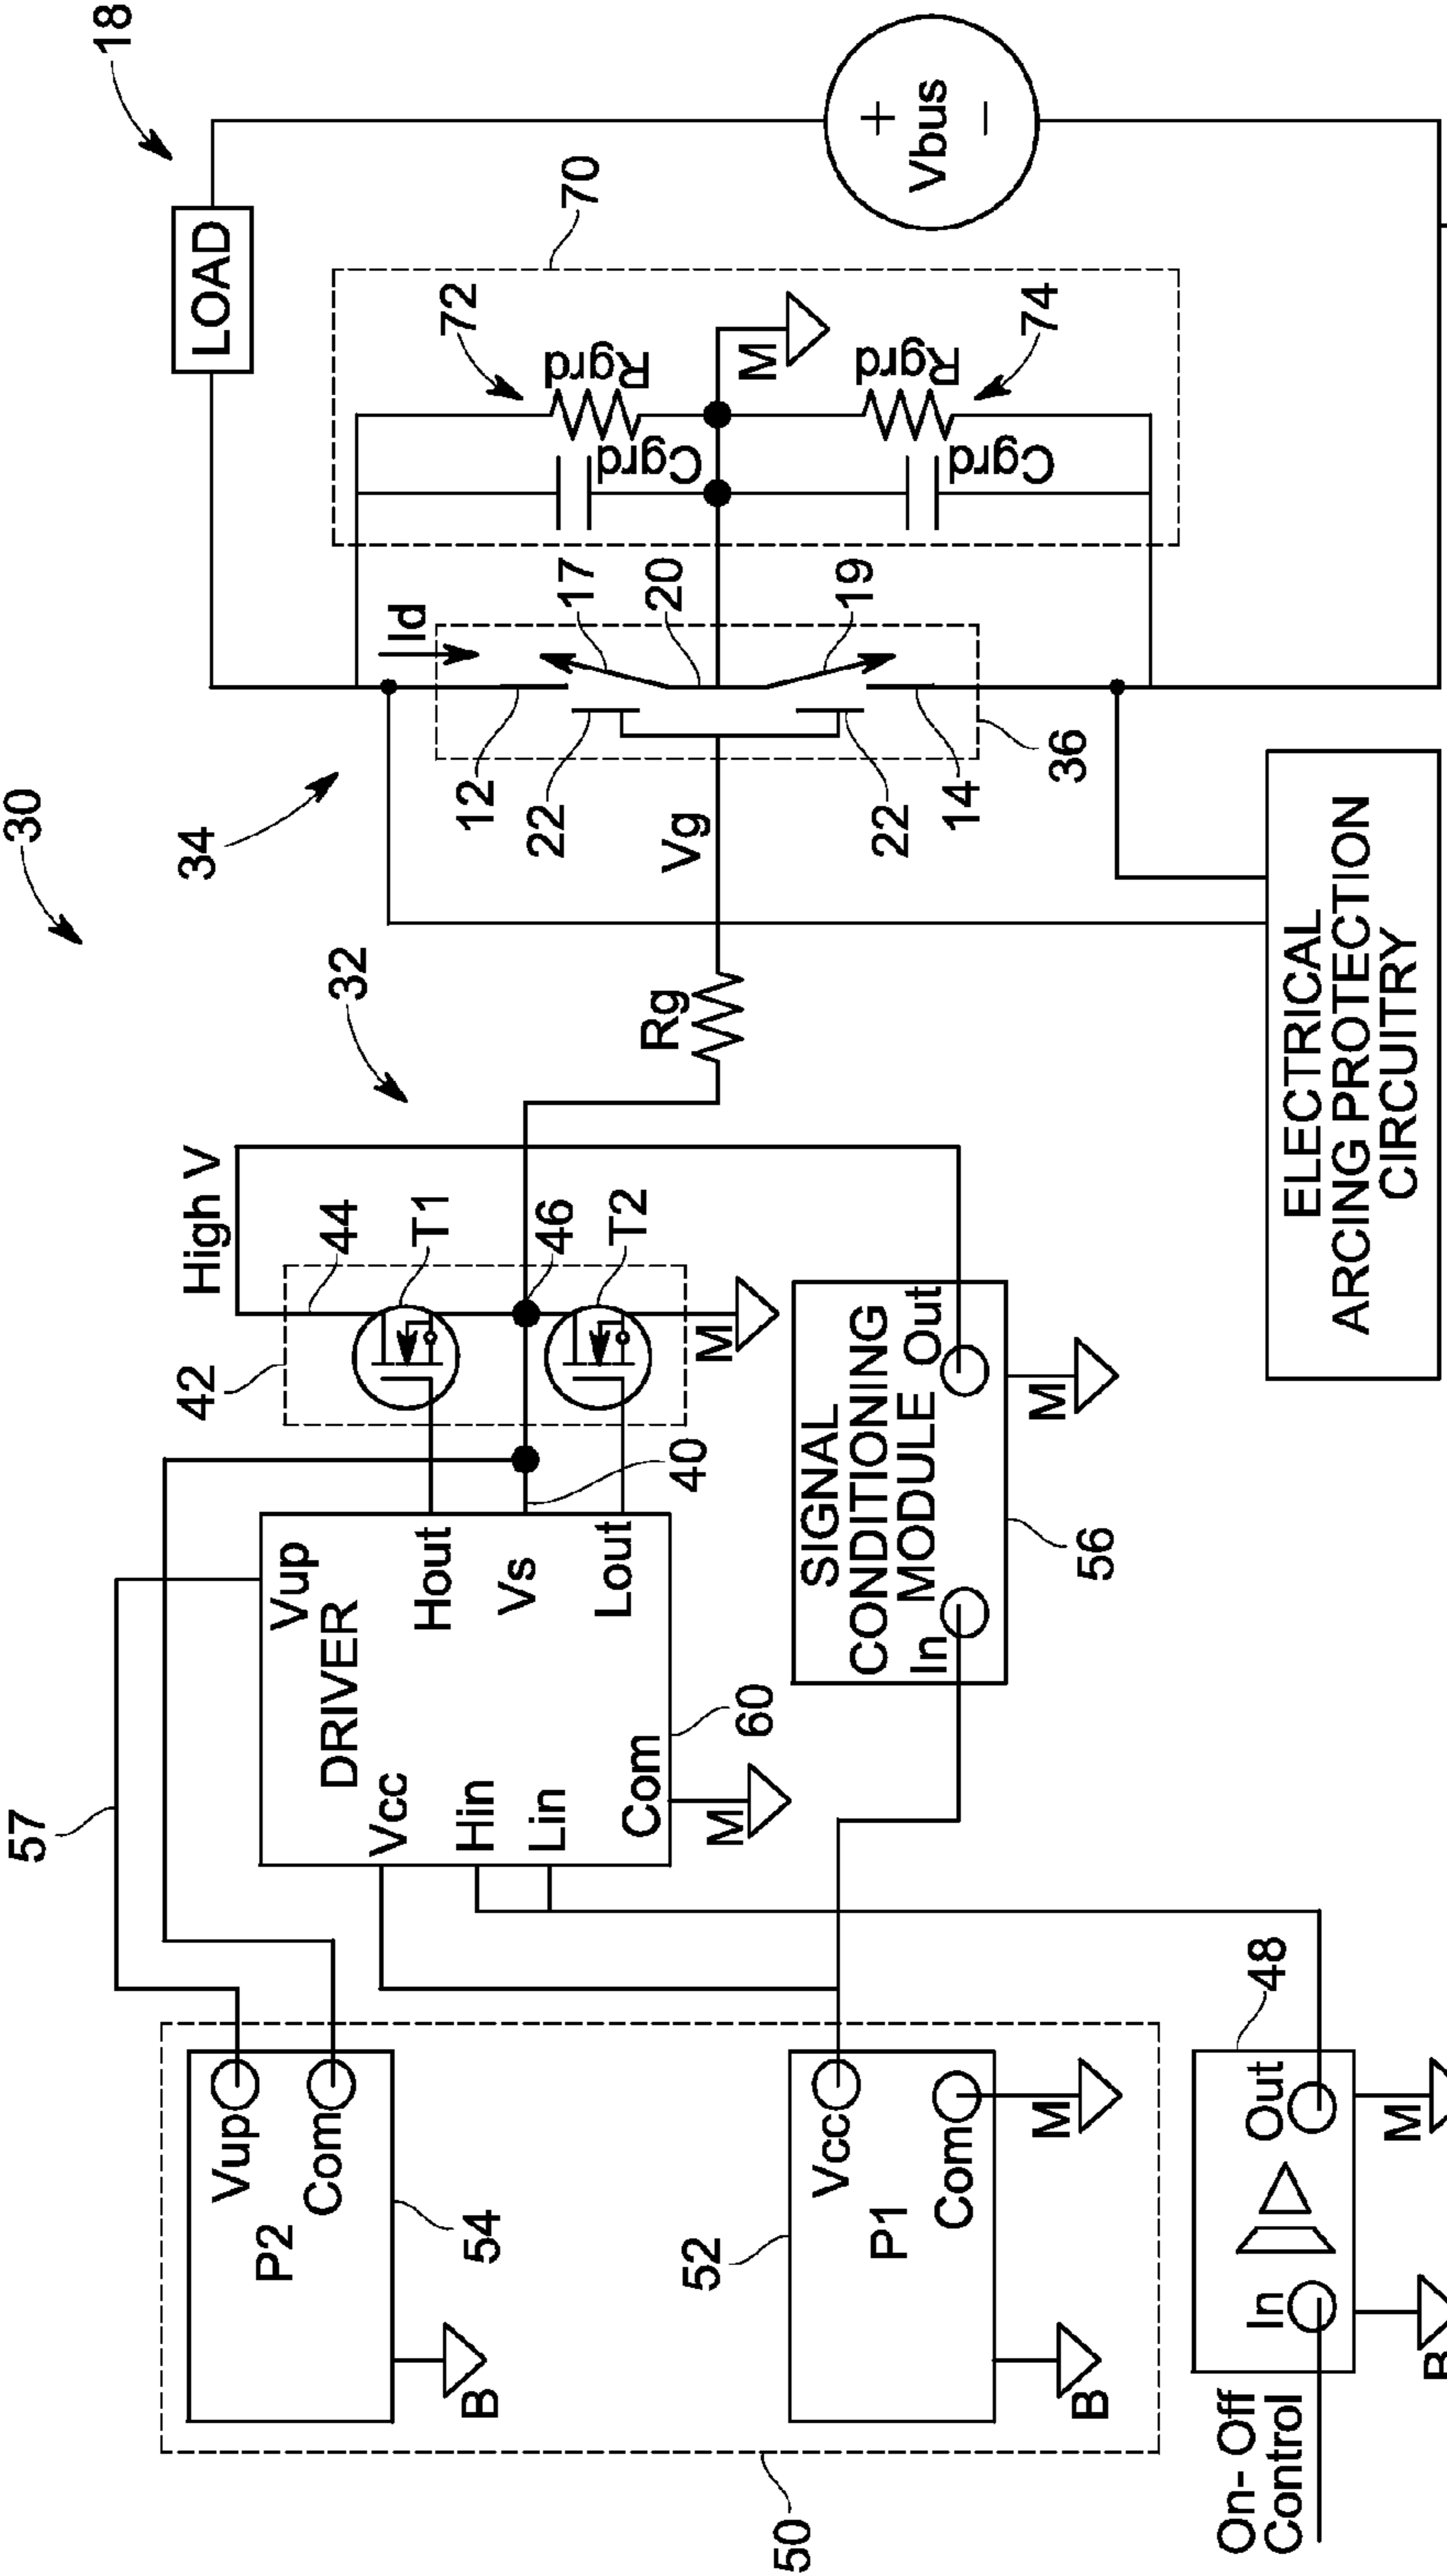 30
18
LOAD
34
70
72
Rgrd
Cgrd
M
Rgrd
Cgrd
74
+
Vbus
−
Id
17
20
19
12
22
22
14
36
Vg
32
Rg
High V
44
T1
46
T2
M
42
40
57
Vup
DRIVER
Hout
Vs
Lout
Vcc
Hin
Lin
Com
60
M
SIGNAL
CONDITIONING
MODULE
In
Out
M
56
ELECTRICAL
ARCING PROTECTION
CIRCUITRY
Vup
Com
P2
54
B
Vcc
Com
P1
52
M
B
50
48
On- Off
Control
In
Out
M
B